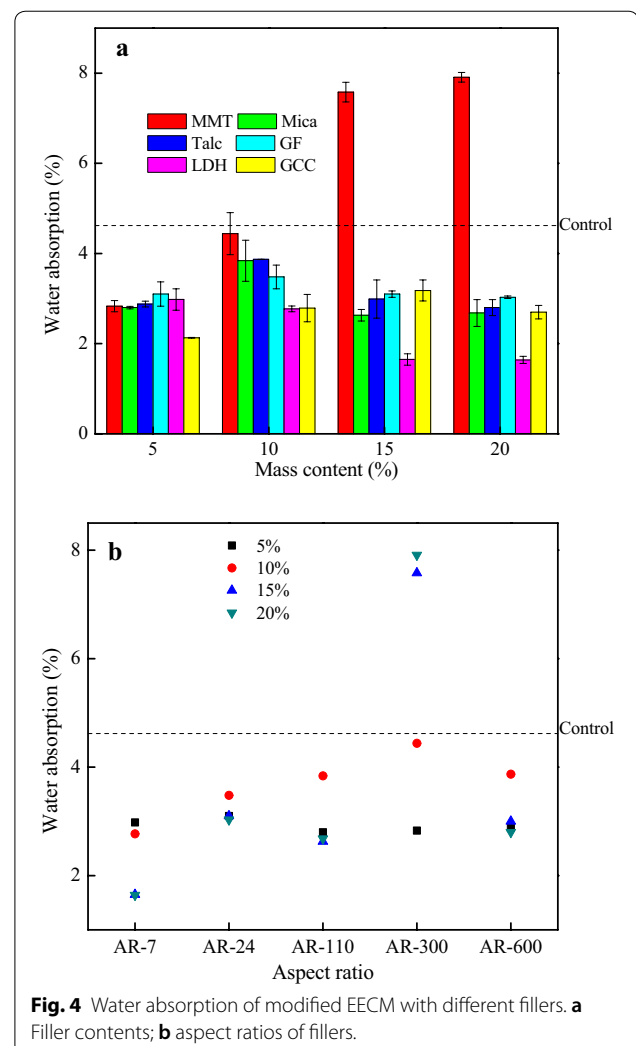 a
8
MMT Mica
Talc GF
LDH GCC
6
Water absorption (%)
Control
4
2
0
5 10 15 20
Mass content (%)
b
5%
10%
15%
20%
8
6
Water absorption (%)
Control
4
2
AR-7 AR-24 AR-110 AR-300 AR-600
Aspect ratio
Fig. 4 Water absorption of modified EECM with different fillers. a
Filler contents; b aspect ratios of fillers.